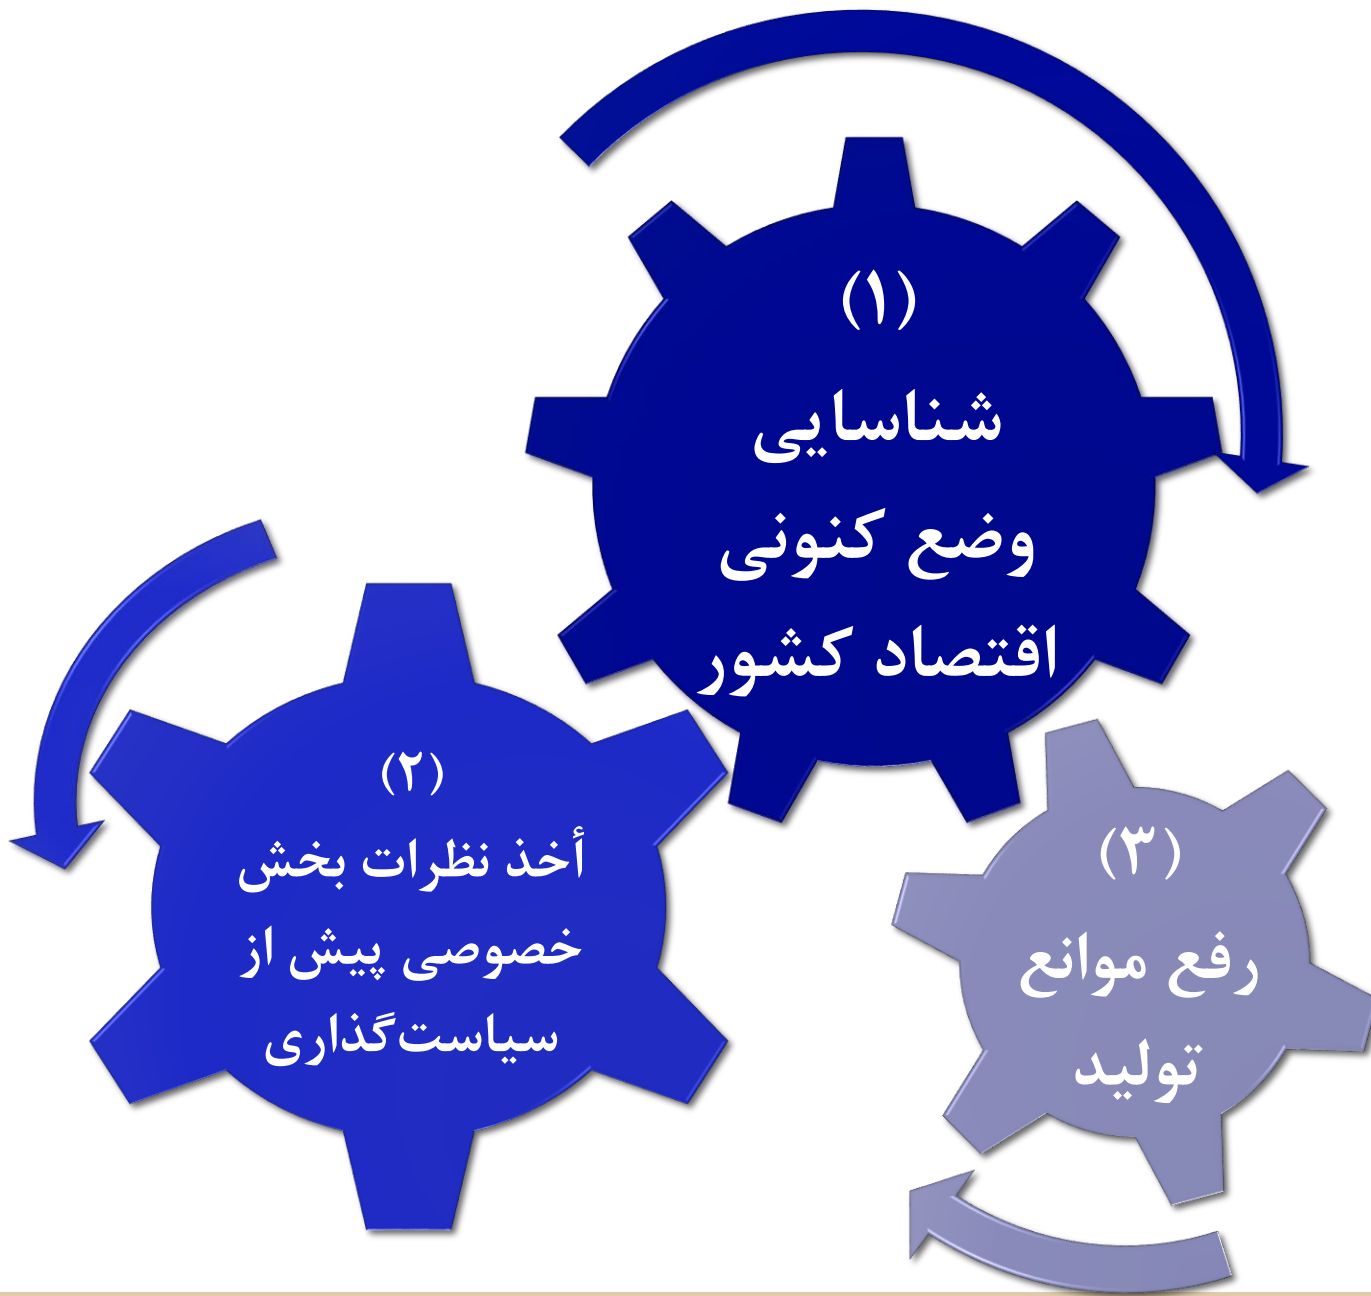 (۱)
شناسایی
وضع کنونی
اقتصاد کشور
(۲)
أخذ نظرات بخش
خصوصی پیش از
سیاست‌گذاری
(۳)
رفع موانع
تولید